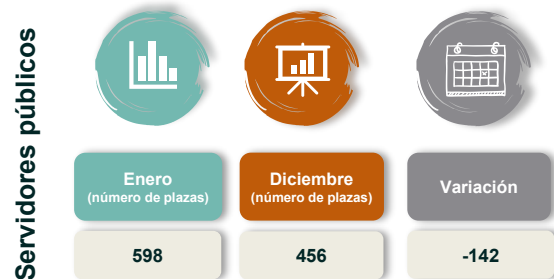 Servidores públicos
Enero
(número de plazas)
Diciembre
(número de plazas)
Variación
598
456
-142